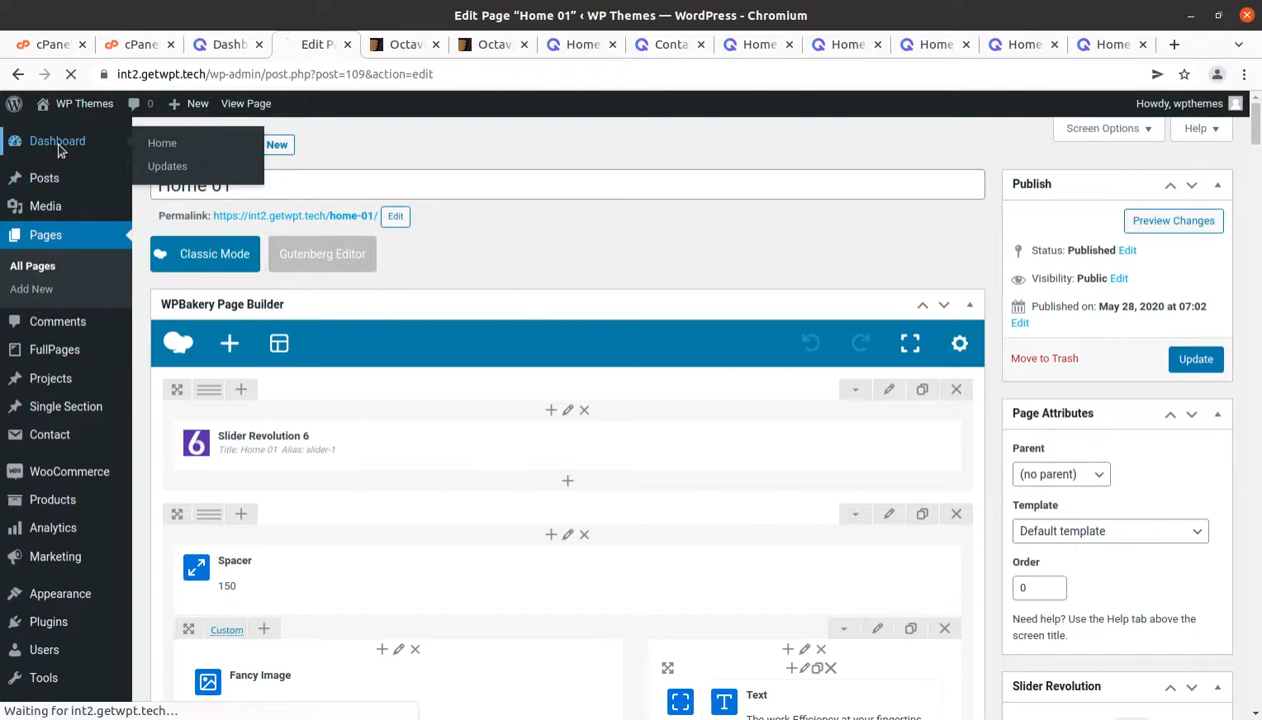 Edit Page “Home 01” ‹ WP Themes — WordPress - Chromium
cPane
cPane
Dashb
Edit P
Octav
Octav
Home
Conta
Home
Home
Home
Home
Home
int2.getwpt.tech/wp-admin/post.php?post=109&action=edit
WP Themes 0 New View Page
Howdy, wpthemes
Dashboard
Posts
Media
Pages
All Pages
Add New
Comments
FullPages
Projects
Single Section
Contact
WooCommerce
Products
Analytics
Marketing
Appearance
Plugins
Users
Tools
Home
Updates
New
Screen Options
Help
Home 01
Permalink: https://int2.getwpt.tech/home-01/ Edit
Classic Mode
Gutenberg Editor
WPBakery Page Builder
6
Slider Revolution 6
Title: Home 01 Alias: slider-1
Spacer
150
Custom
Fancy Image
T
Text
The work Efficiency at your fingertips
Publish
Preview Changes
Status: Published Edit
Visibility: Public Edit
Published on: May 28, 2020 at 07:02
Edit
Move to Trash
Update
Page Attributes
Parent
(no parent)
Template
Default template
Order
0
Need help? Use the Help tab above the
screen title.
Slider Revolution
Waiting for int2.getwpt.tech…